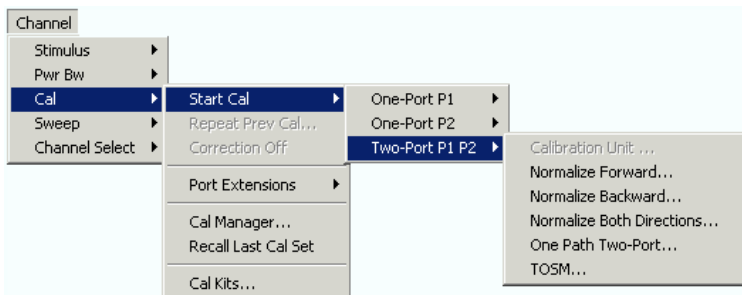 Channel
Stimulus
Pwr Bw
Cal
Sweep
Channel Select
Start Cal
Repeat Prev Cal...
Correction Off
Port Extensions
Cal Manager...
Recall Last Cal Set
Cal Kits...
One-Port P1
One-Port P2
Two-Port P1 P2
Calibration Unit ...
Normalize Forward...
Normalize Backward...
Normalize Both Directions...
One Path Two-Port...
TOSM...